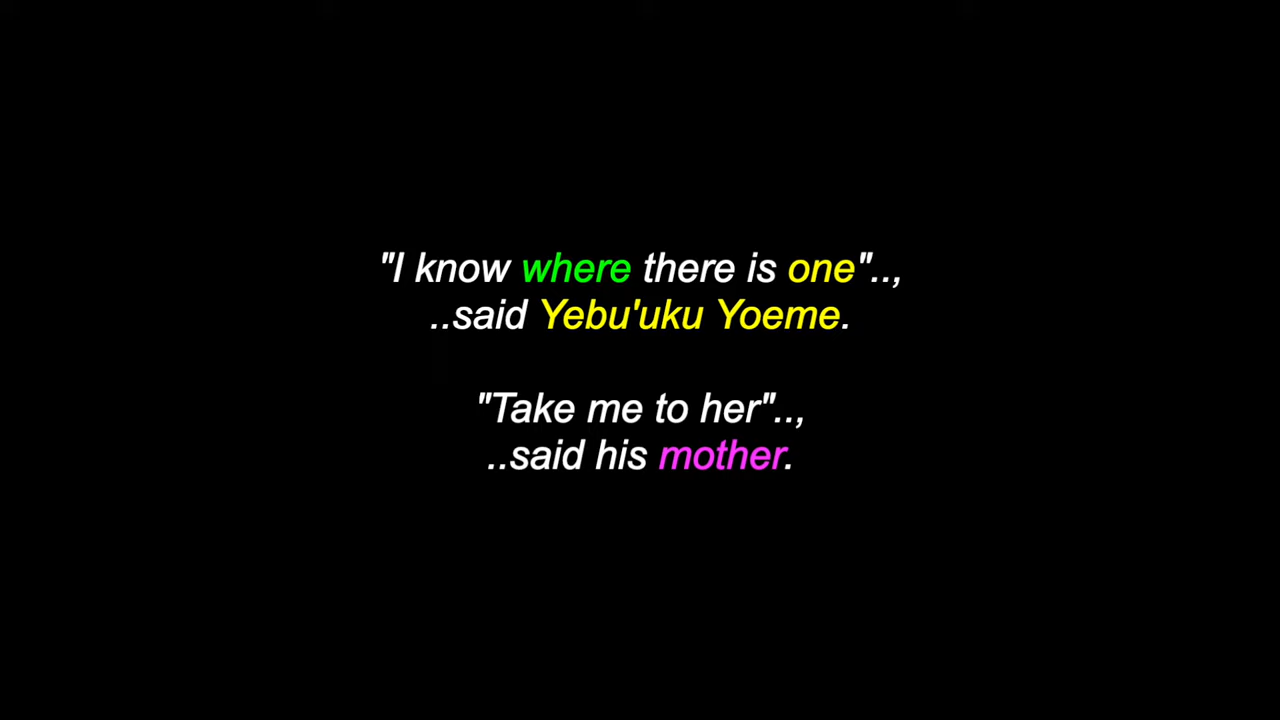 "I know where there is one"..,
..said Yebu'uku Yoeme.
"Take me to her"..,
..said his mother.